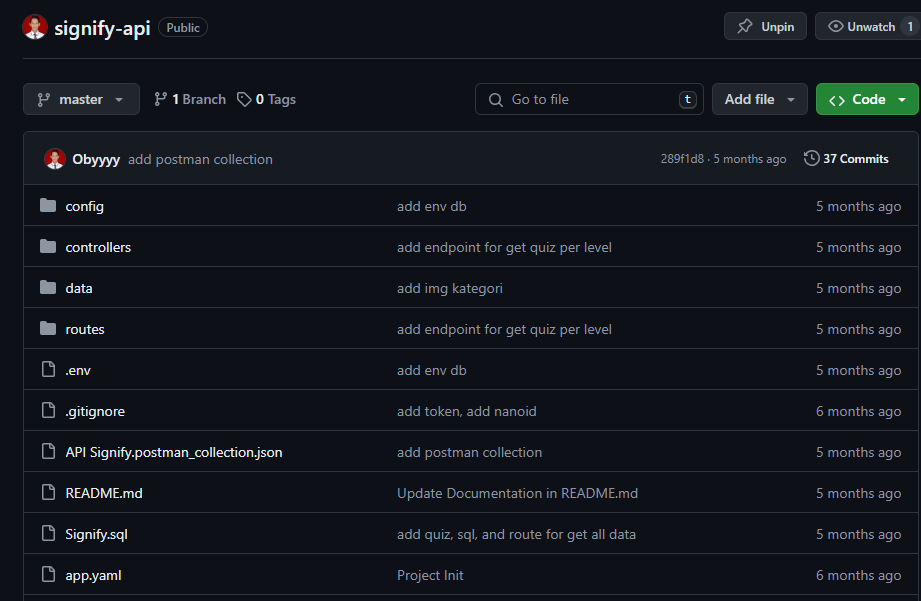 signify-api Public Unpin Unwatch 1
master 1 Branch 0 Tags Go to file t Add file Code
Obyyyy add postman collection 289f1d8 · 5 months ago 37 Commits
config add env db 5 months ago
controllers add endpoint for get quiz per level 5 months ago
data add img kategori 5 months ago
routes add endpoint for get quiz per level 5 months ago
.env add env db 5 months ago
.gitignore add token, add nanoid 6 months ago
API Signify.postman_collection.json add postman collection 5 months ago
README.md Update Documentation in README.md 5 months ago
Signify.sql add quiz, sql, and route for get all data 5 months ago
app.yaml Project Init 6 months ago